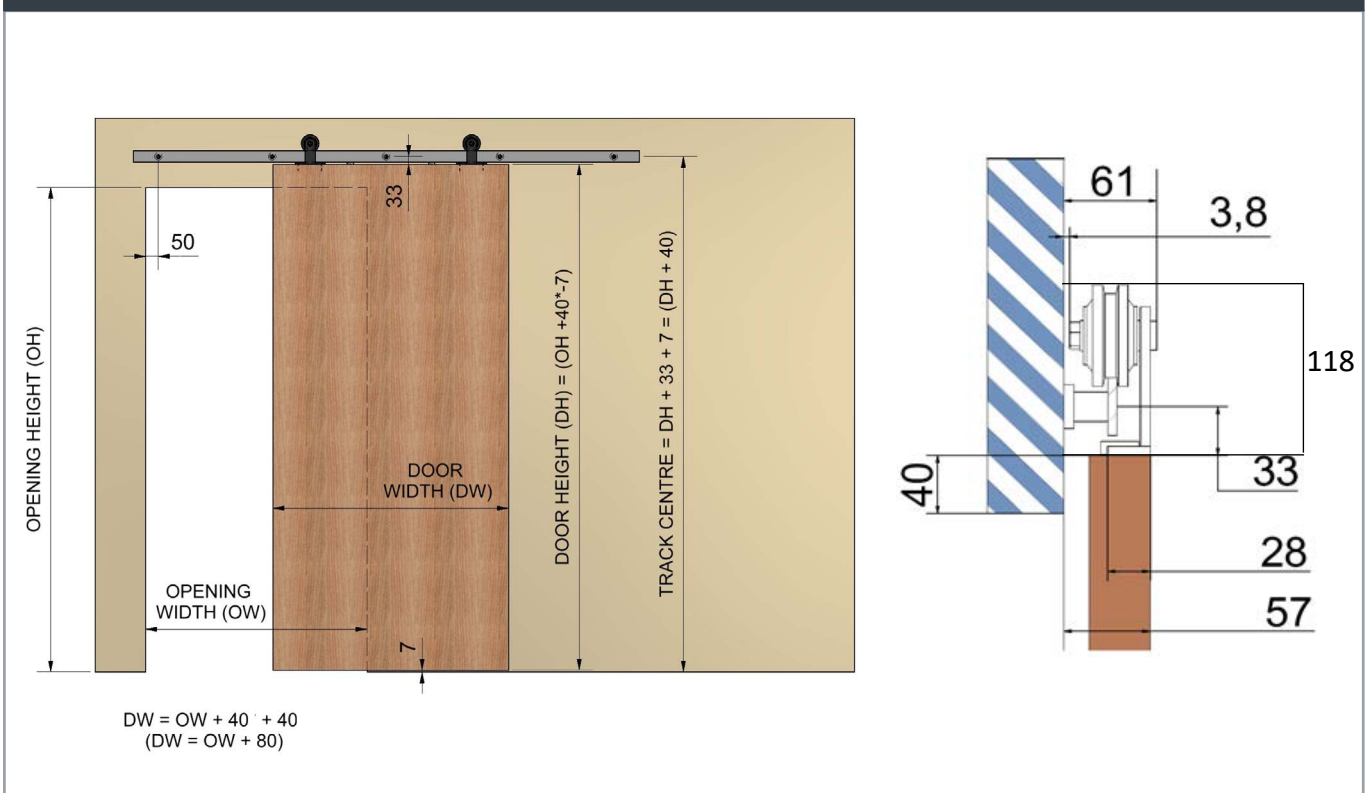 33
50
OPENING HEIGHT (OH)
DOOR
WIDTH (DW)
DOOR HEIGHT (DH) = (OH +40*-7)
TRACK CENTRE = DH + 33 + 7 = (DH + 40)
OPENING
WIDTH (OW)
7
DW = OW + 40 + 40
(DW = OW + 80)
61
3,8
118
33
40
28
57